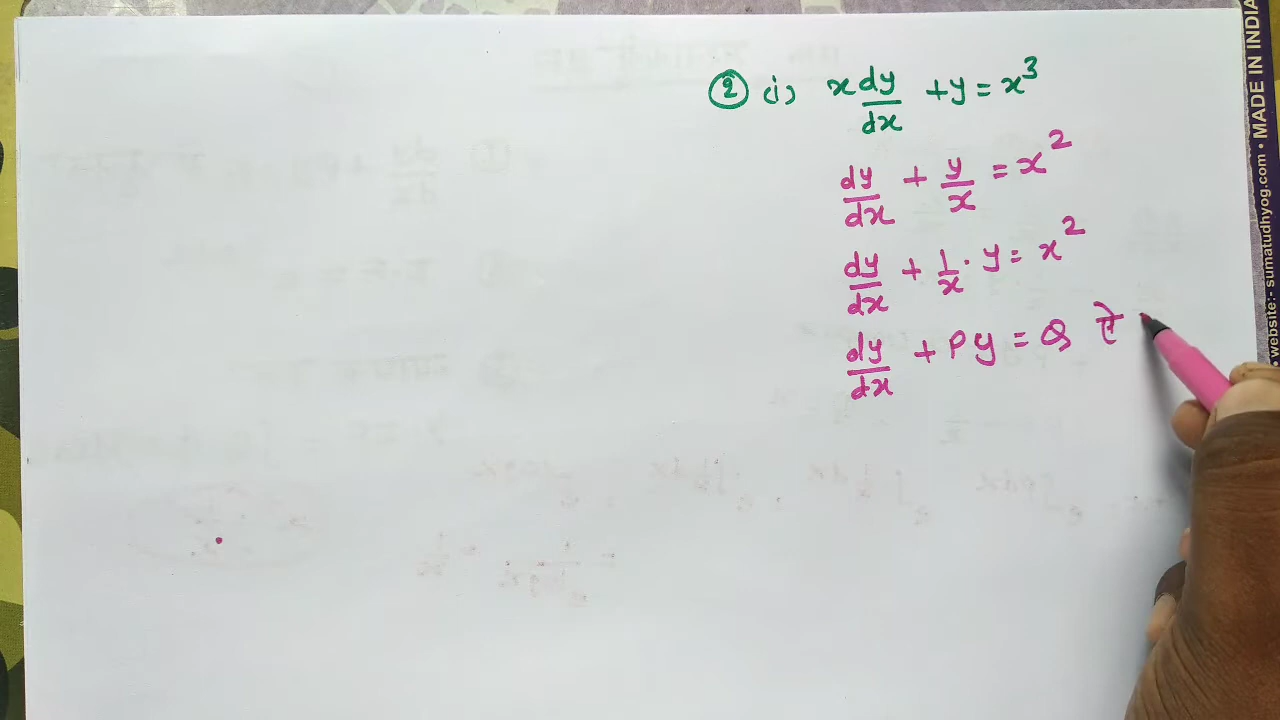 ② (i) x dy/dx + y = x³
dy/dx + y/x = x²
dy/dx + 1/x · y = x²
dy/dx + Py = Q
website:- sumatudhyog.com • MADE IN INDIA